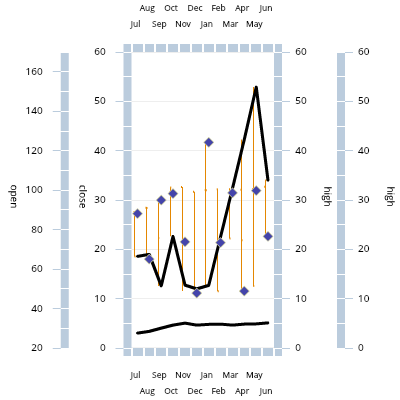 Aug Oct Dec Feb Apr Jun
Jul Sep Nov Jan Mar May
60 60 60
160
50 50 50
140
120
40 40 40
100
30 30 30
open close high high
80
20 20 20
60
10 10 10
40
20 0 0 0
Jul Sep Nov Jan Mar May
Aug Oct Dec Feb Apr Jun